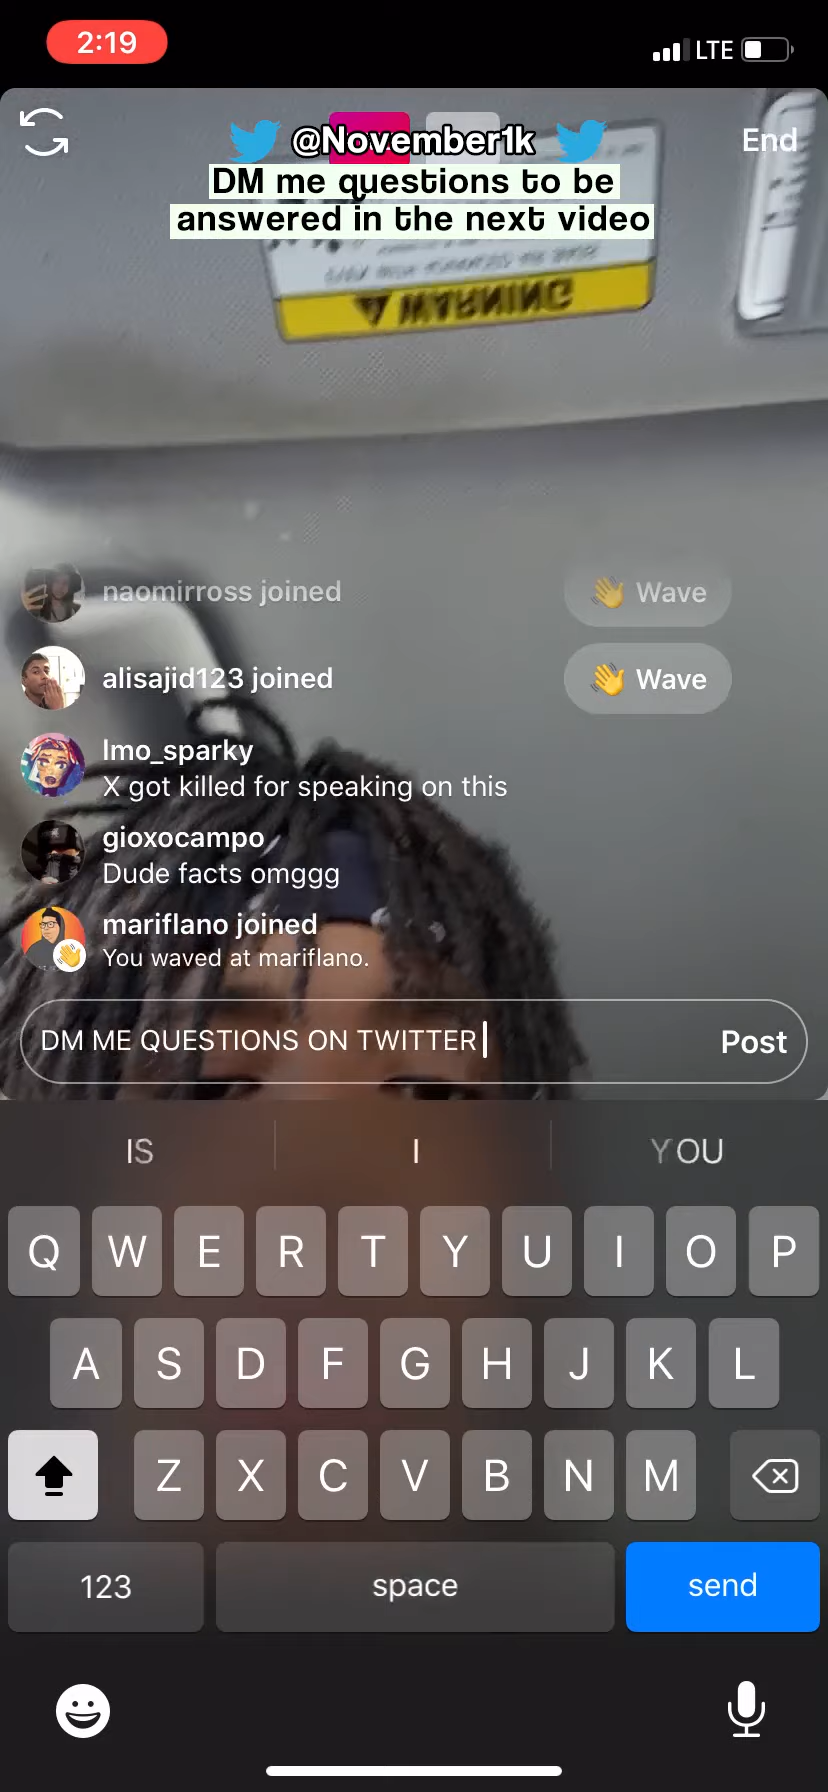 2:19
LTE
@November1k
End
DM me questions to be
answered in the next video
WARNING
naomirross joined
👋 Wave
alisajid123 joined
👋 Wave
lmo_sparky
X got killed for speaking on this
gioxocampo
Dude facts omggg
mariflano joined
You waved at mariflano.
DM ME QUESTIONS ON TWITTER
Post
IS I YOU
Q W E R T Y U I O P
A S D F G H J K L
Z X C V B N M
123 space send